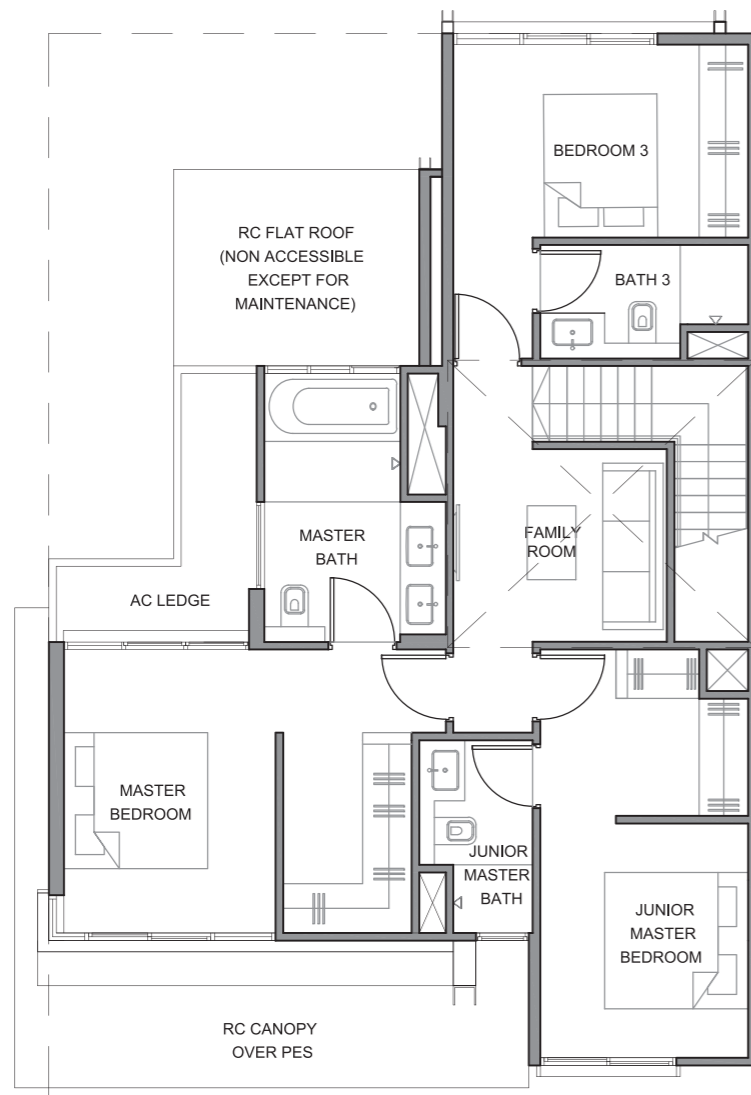 BEDROOM 3
RC FLAT ROOF
(NON ACCESSIBLE
EXCEPT FOR
MAINTENANCE)
BATH 3
MASTER
BATH
FAMILY
ROOM
AC LEDGE
MASTER
BEDROOM
JUNIOR
MASTER
BATH
JUNIOR
MASTER
BEDROOM
RC CANOPY
OVER PES